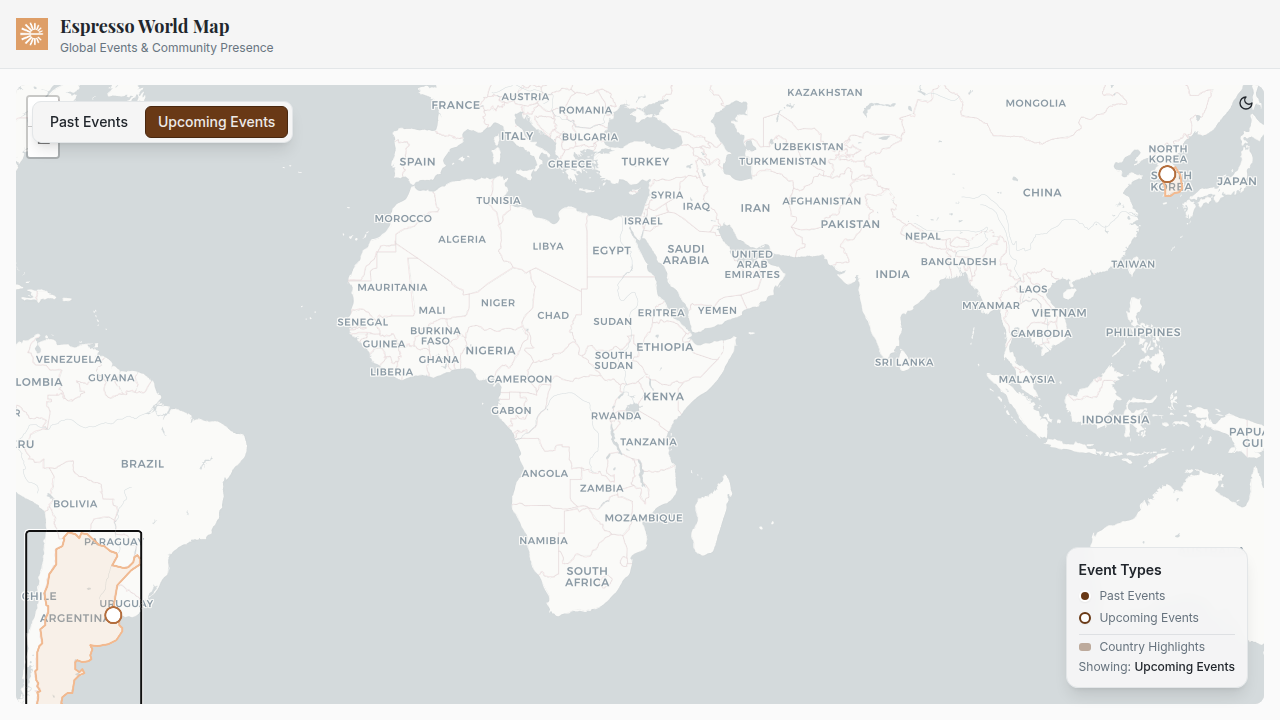 Espresso World Map
Global Events & Community Presence
Past Events
Upcoming Events
FRANCE
AUSTRIA
ROMANIA
KAZAKHSTAN
MONGOLIA
ITALY
BULGARIA
SPAIN
GREECE
TURKEY
UZBEKISTAN
TURKMENISTAN
NORTH
KOREA
SOUTH
KOREA
JAPAN
TUNISIA
SYRIA
IRAQ
IRAN
AFGHANISTAN
CHINA
MOROCCO
ISRAEL
PAKISTAN
ALGERIA
LIBYA
EGYPT
SAUDI
ARABIA
UNITED
ARAB
EMIRATES
NEPAL
BANGLADESH
TAIWAN
INDIA
MAURITANIA
MALI
NIGER
CHAD
SUDAN
ERITREA
YEMEN
LAOS
MYANMAR
VIETNAM
SENEGAL
BURKINA
FASO
GUINEA
GHANA
NIGERIA
SOUTH
SUDAN
ETHIOPIA
CAMBODIA
PHILIPPINES
VENEZUELA
GUYANA
LIBERIA
CAMEROON
SRI LANKA
MALAYSIA
LOMBIA
GABON
KENYA
RWANDA
INDONESIA
R
RU
TANZANIA
PAPUA
GUI
BRAZIL
ANGOLA
ZAMBIA
BOLIVIA
MOZAMBIQUE
PARAGUAY
NAMIBIA
SOUTH
AFRICA
CHILE
URUGUAY
ARGENTINA
Event Types
Past Events
Upcoming Events
Country Highlights
Showing: Upcoming Events